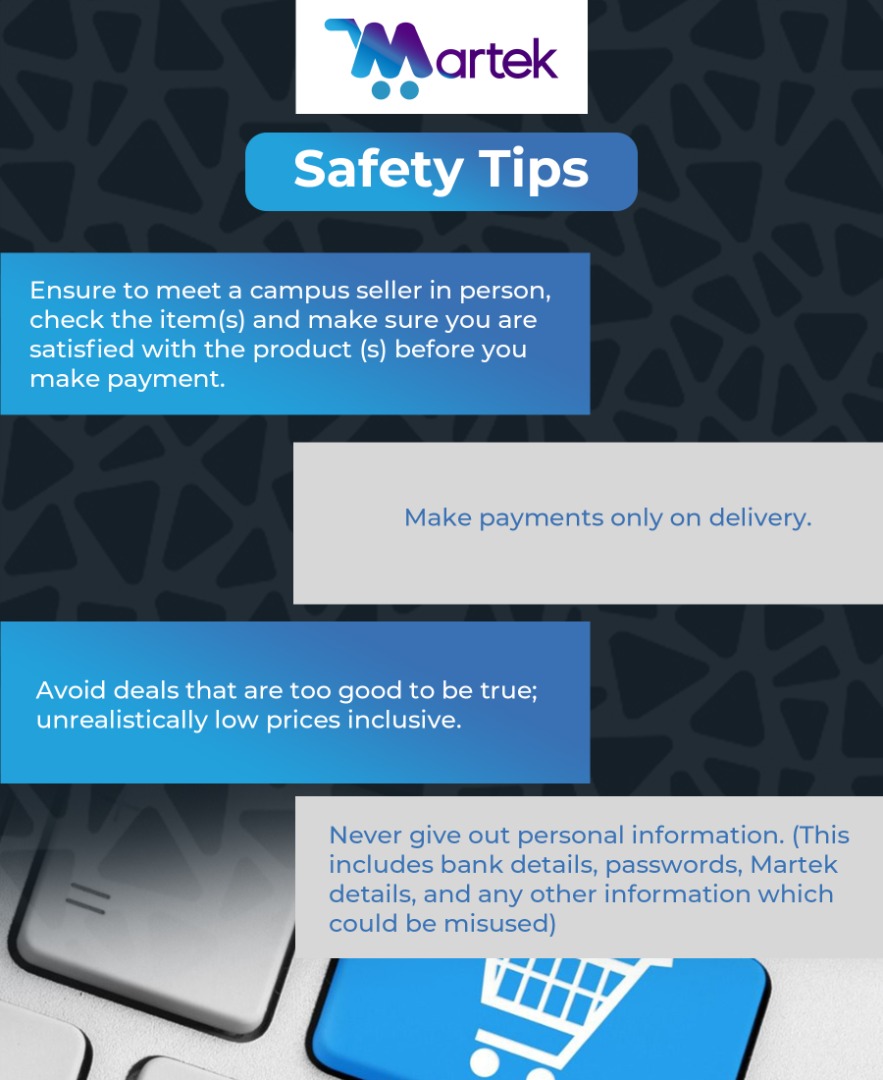 Martek
Safety Tips
Ensure to meet a campus seller in person,
check the item(s) and make sure you are
satisfied with the product (s) before you
make payment.
Make payments only on delivery.
Avoid deals that are too good to be true;
unrealistically low prices inclusive.
Never give out personal information. (This
includes bank details, passwords, Martek
details, and any other information which
could be misused)